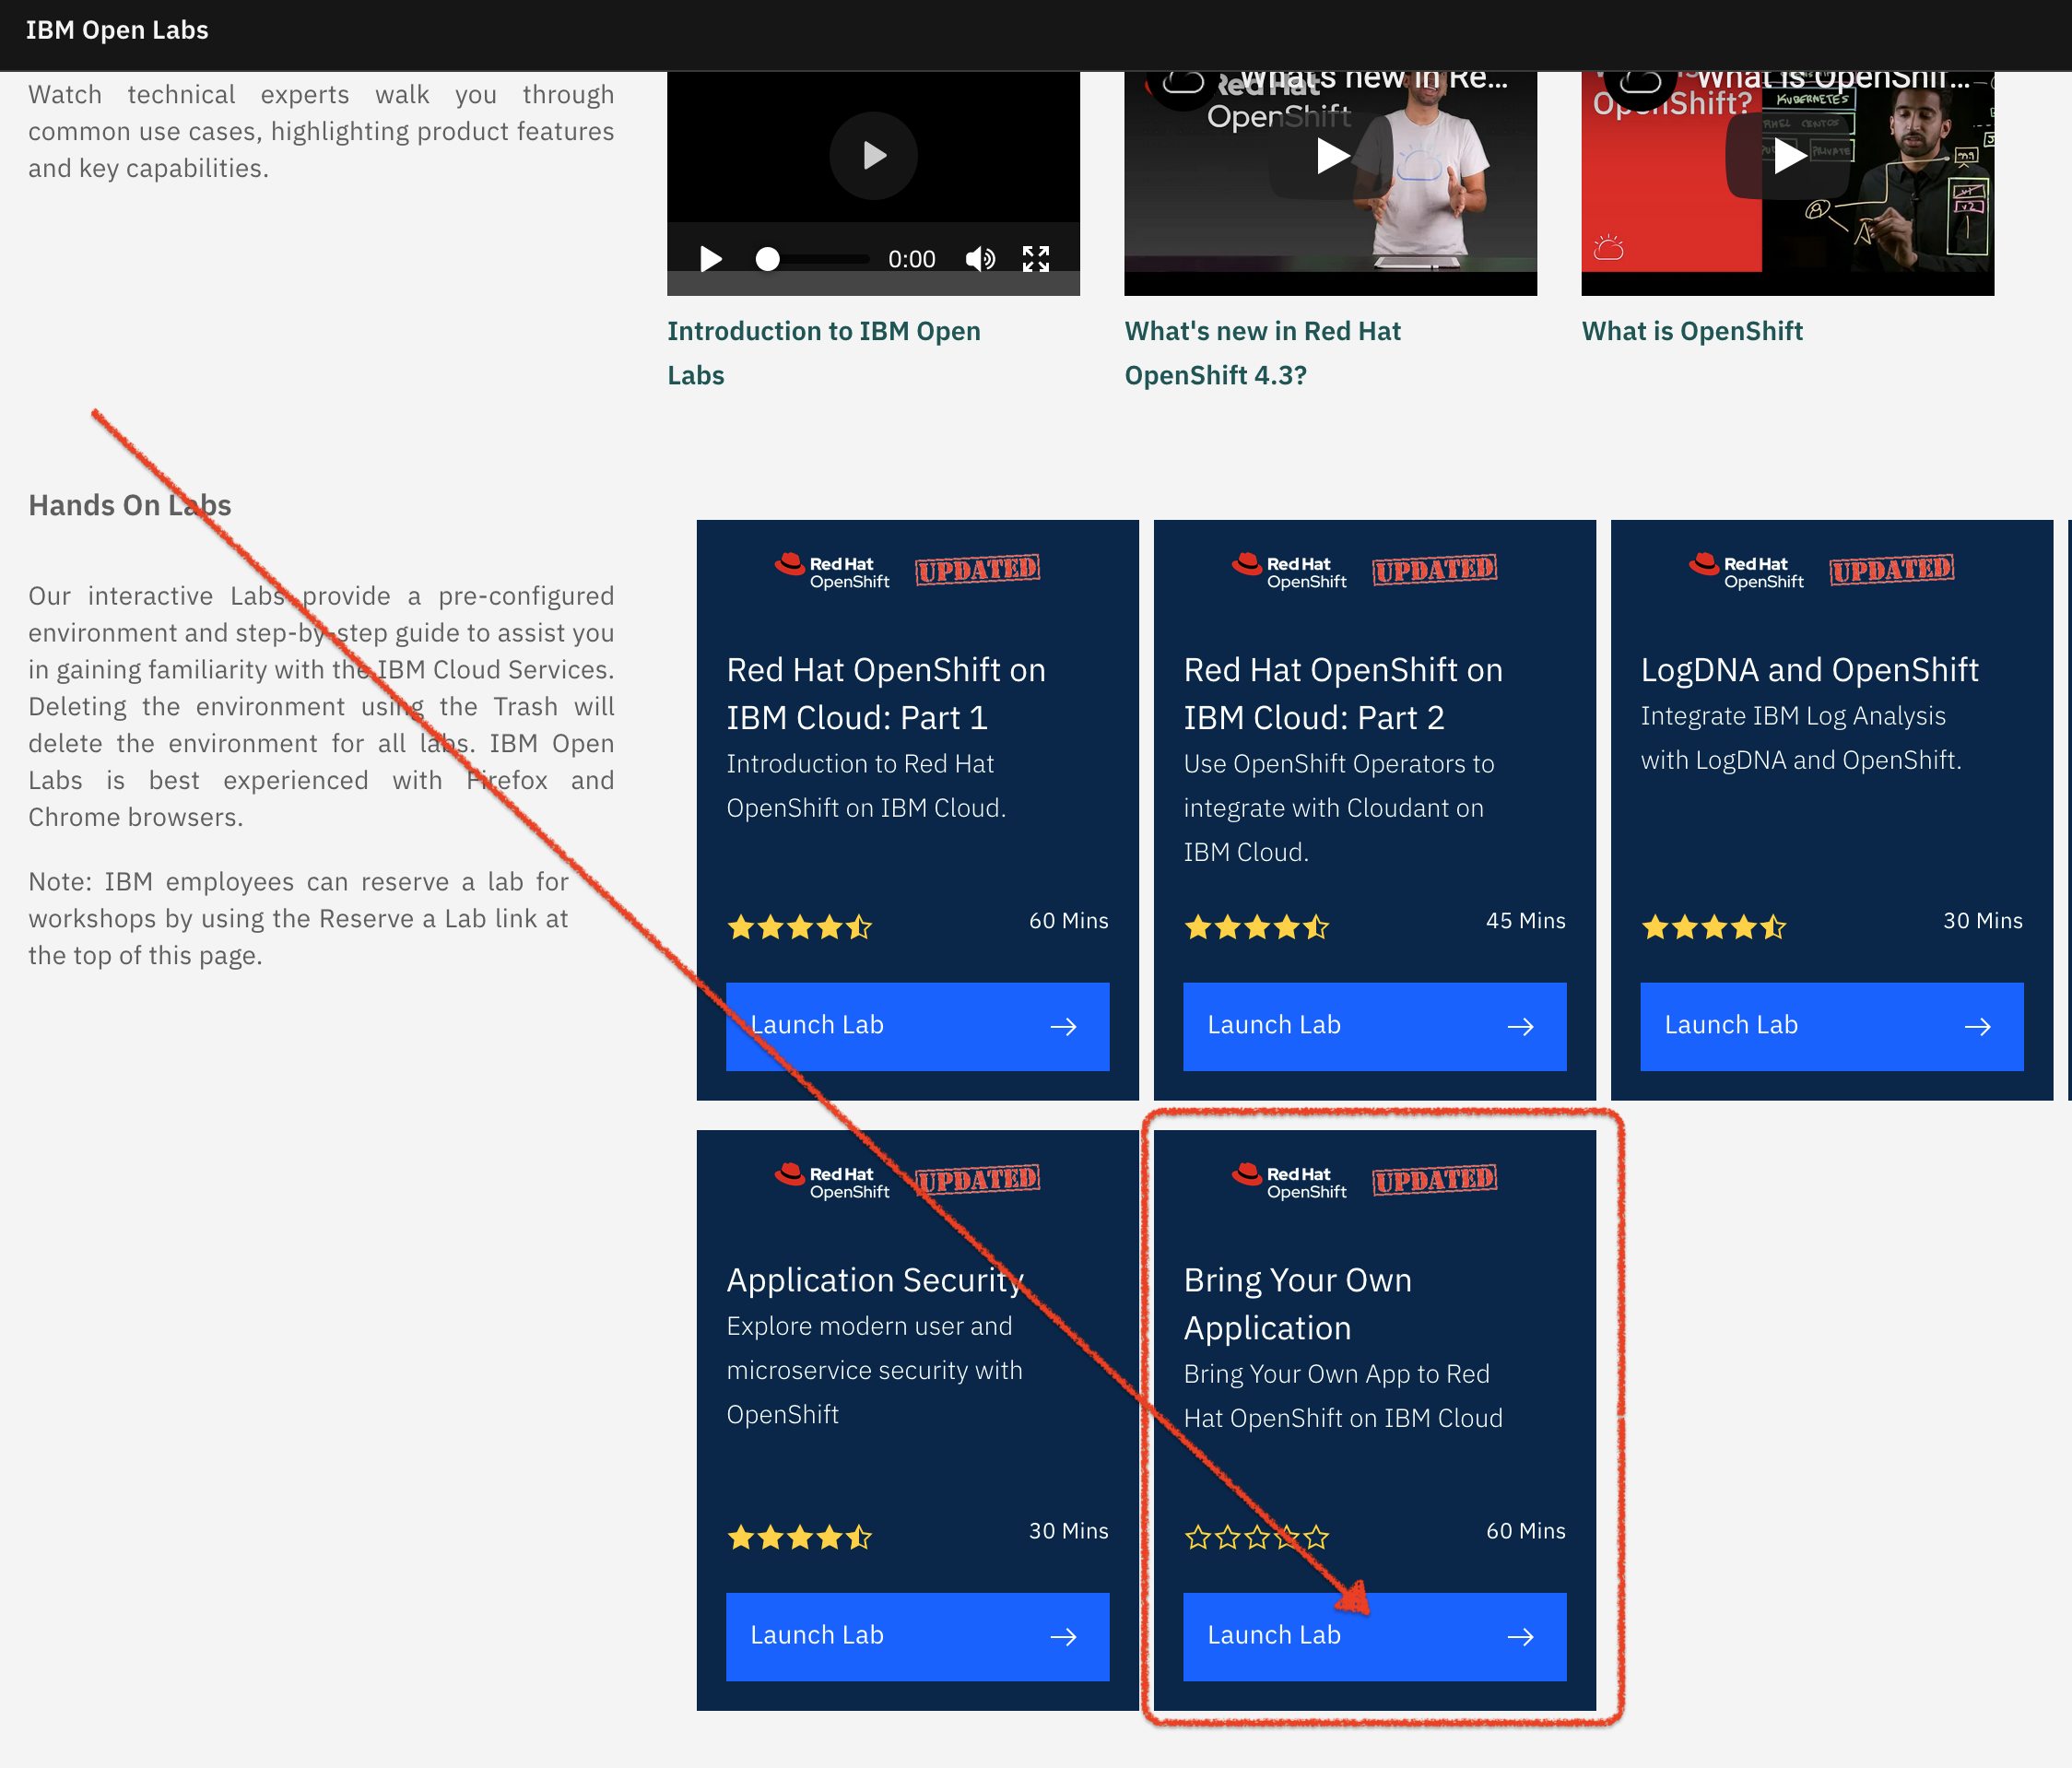 IBM Open Labs
Watch technical experts walk you through
common use cases, highlighting product features
and key capabilities.
0:00
Red Hat
OpenShift
What's new in Re...
OpenShift?
What is OpenShif...
KUBERNETES
RHEL CENTOS
PRIVATE
v1
v2
Introduction to IBM Open
Labs
What's new in Red Hat
OpenShift 4.3?
What is OpenShift
Hands On Labs
Our interactive Labs provide a pre-configured
environment and step-by-step guide to assist you
in gaining familiarity with the IBM Cloud Services.
Deleting the environment using the Trash will
delete the environment for all labs. IBM Open
Labs is best experienced with Firefox and
Chrome browsers.
Note: IBM employees can reserve a lab for
workshops by using the Reserve a Lab link at
the top of this page.
Red Hat
OpenShift
UPDATED
Red Hat OpenShift on
IBM Cloud: Part 1
Introduction to Red Hat
OpenShift on IBM Cloud.
60 Mins
Launch Lab
Red Hat
OpenShift
UPDATED
Red Hat OpenShift on
IBM Cloud: Part 2
Use OpenShift Operators to
integrate with Cloudant on
IBM Cloud.
45 Mins
Launch Lab
Red Hat
OpenShift
UPDATED
LogDNA and OpenShift
Integrate IBM Log Analysis
with LogDNA and OpenShift.
30 Mins
Launch Lab
Red Hat
OpenShift
UPDATED
Application Security
Explore modern user and
microservice security with
OpenShift
30 Mins
Launch Lab
Red Hat
OpenShift
UPDATED
Bring Your Own
Application
Bring Your Own App to Red
Hat OpenShift on IBM Cloud
60 Mins
Launch Lab